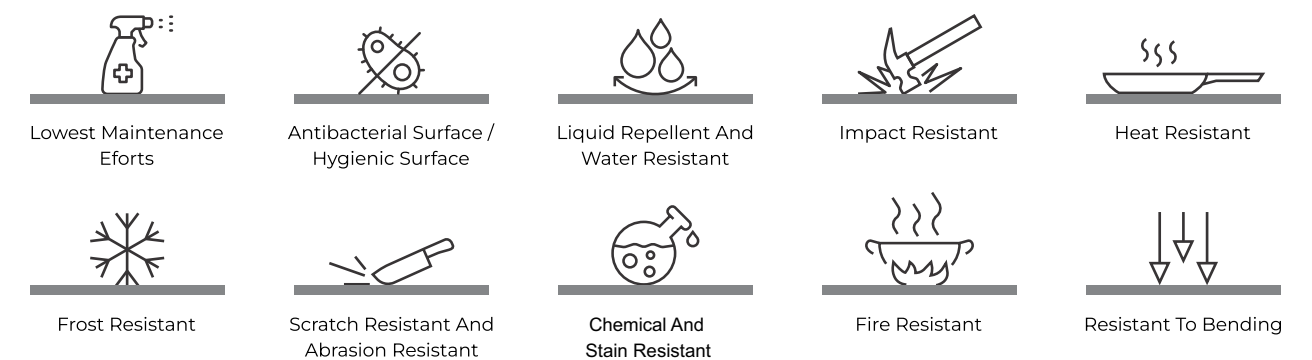 Lowest Maintenance
Eforts
Antibacterial Surface /
Hygienic Surface
Liquid Repellent And
Water Resistant
Impact Resistant
Heat Resistant
Frost Resistant
Scratch Resistant And
Abrasion Resistant
Chemical And
Stain Resistant
Fire Resistant
Resistant To Bending